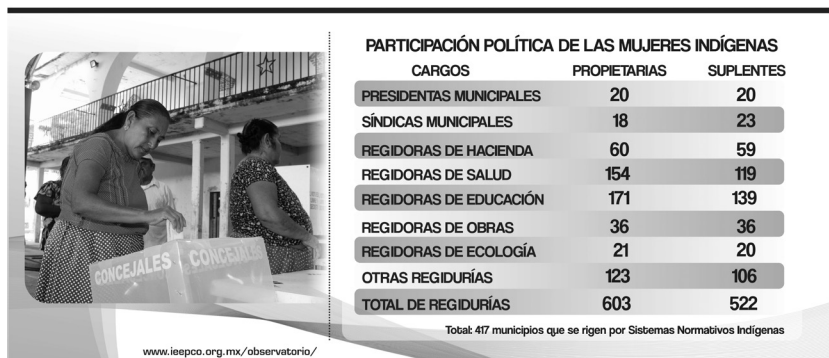 PARTICIPACIÓN POLÍTICA DE LAS MUJERES INDÍGENAS
CARGOS PROPIETARIAS SUPLENTES
PRESIDENTAS MUNICIPALES 20 20
SÍNDICAS MUNICIPALES 18 23
REGIDORAS DE HACIENDA 60 59
REGIDORAS DE SALUD 154 119
REGIDORAS DE EDUCACIÓN 171 139
REGIDORAS DE OBRAS 36 36
REGIDORAS DE ECOLOGÍA 21 20
OTRAS REGIDURÍAS 123 106
TOTAL DE REGIDURÍAS 603 522
Total: 417 municipios que se rigen por Sistemas Normativos Indígenas
CONCEJALES CONCEJALES
www.ieepco.org.mx/observatorio/